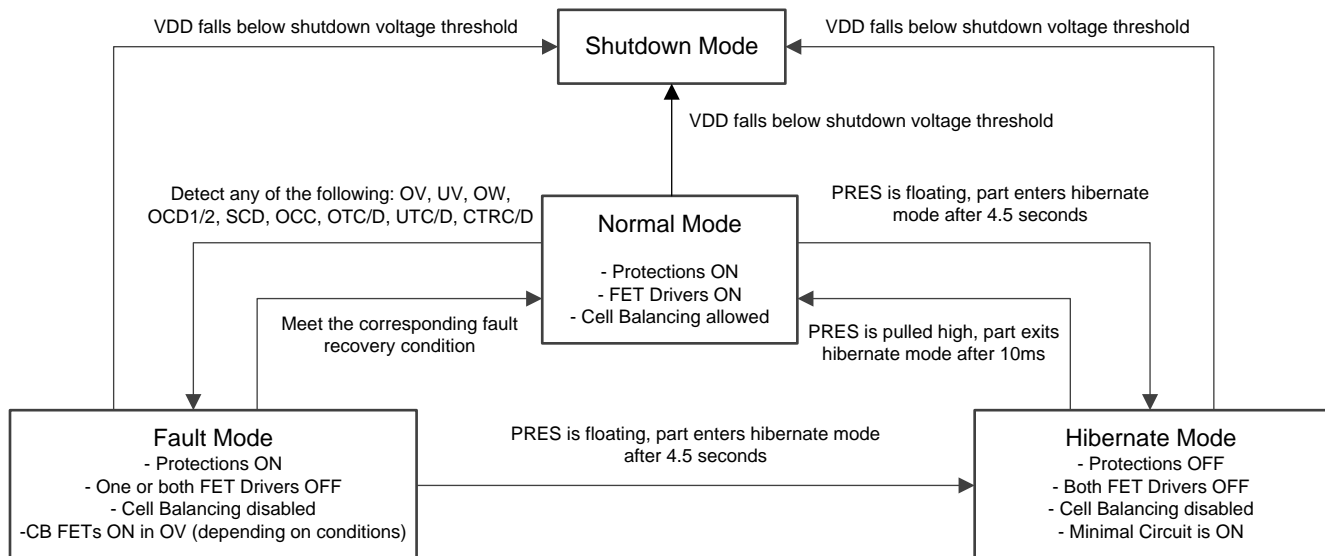 VDD falls below shutdown voltage threshold
Shutdown Mode
VDD falls below shutdown voltage threshold
VDD falls below shutdown voltage threshold
Detect any of the following: OV, UV, OW,
OCD1/2, SCD, OCC, OTC/D, UTC/D, CTRC/D
Normal Mode
- Protections ON
- FET Drivers ON
- Cell Balancing allowed
PRES is floating, part enters hibernate
mode after 4.5 seconds
Meet the corresponding fault
recovery condition
PRES is pulled high, part exits
hibernate mode after 10ms
Fault Mode
- Protections ON
- One or both FET Drivers OFF
- Cell Balancing disabled
-CB FETs ON in OV (depending on conditions)
PRES is floating, part enters hibernate mode
after 4.5 seconds
Hibernate Mode
- Protections OFF
- Both FET Drivers OFF
- Cell Balancing disabled
- Minimal Circuit is ON